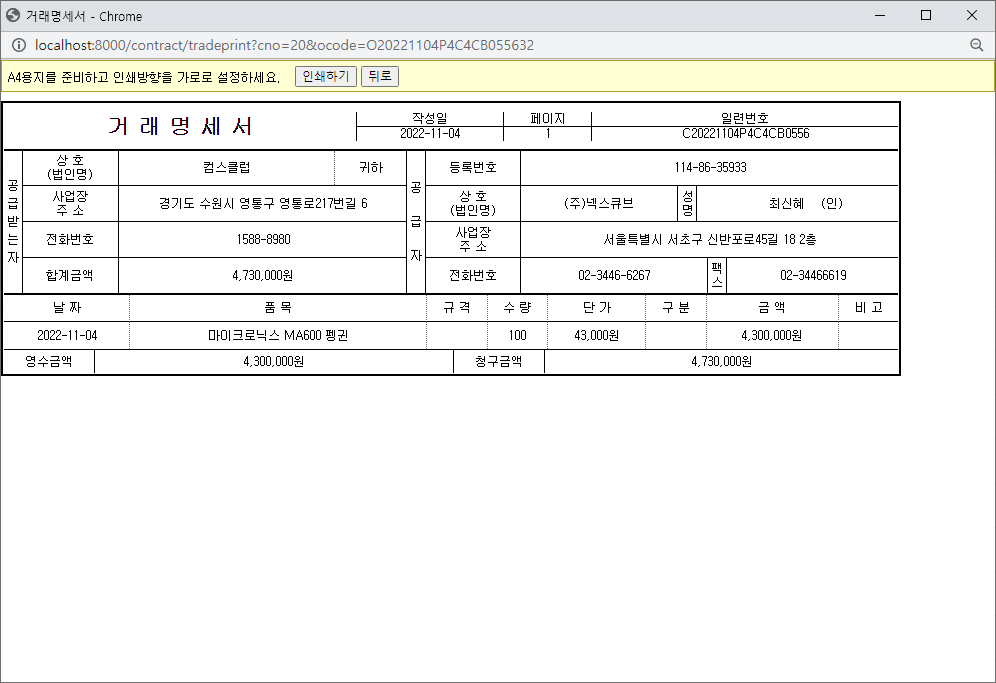 거래명세서 - Chrome
localhost:8000/contract/tradeprint?cno=20&ocode=O20221104P4C4CB055632
A4용지를 준비하고 인쇄방향을 가로로 설정하세요. 인쇄하기 뒤로
거 래 명 세 서
작성일 페이지 일련번호
2022-11-04 1 C20221104P4C4CB0556
공급받는자
상 호
(법인명)
컴스클럽 귀하
사업장
주 소
경기도 수원시 영통구 영통로217번길 6
전화번호 1588-8980
합계금액 4,730,000원
공급자
등록번호 114-86-35933
상 호
(법인명)
(주)넥스큐브
성명
최신혜 (인)
사업장
주 소
서울특별시 서초구 신반포로45길 18 2층
전화번호 02-3446-6267
팩스
02-34466619
날 짜 품 목 규 격 수 량 단 가 구 분 금 액 비 고
2022-11-04 마이크로닉스 MA600 펭귄 100 43,000원 4,300,000원
영수금액 4,300,000원 청구금액 4,730,000원